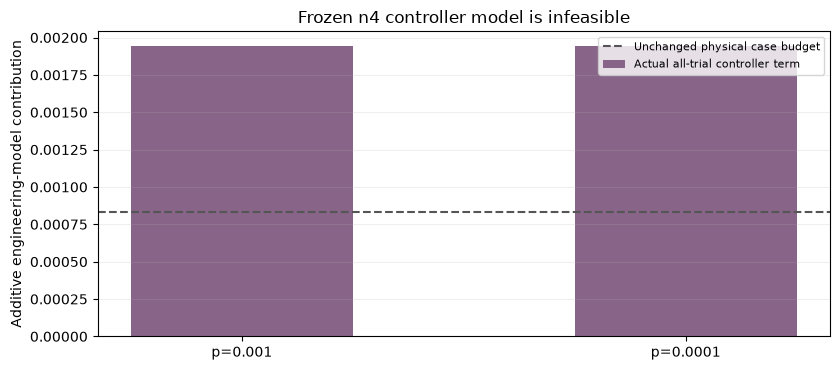 Frozen n4 controller model is infeasible
Additive engineering-model contribution
0.00200
0.00175
0.00150
0.00125
0.00100
0.00075
0.00050
0.00025
0.00000
Unchanged physical case budget
Actual all-trial controller term
p=0.001
p=0.0001